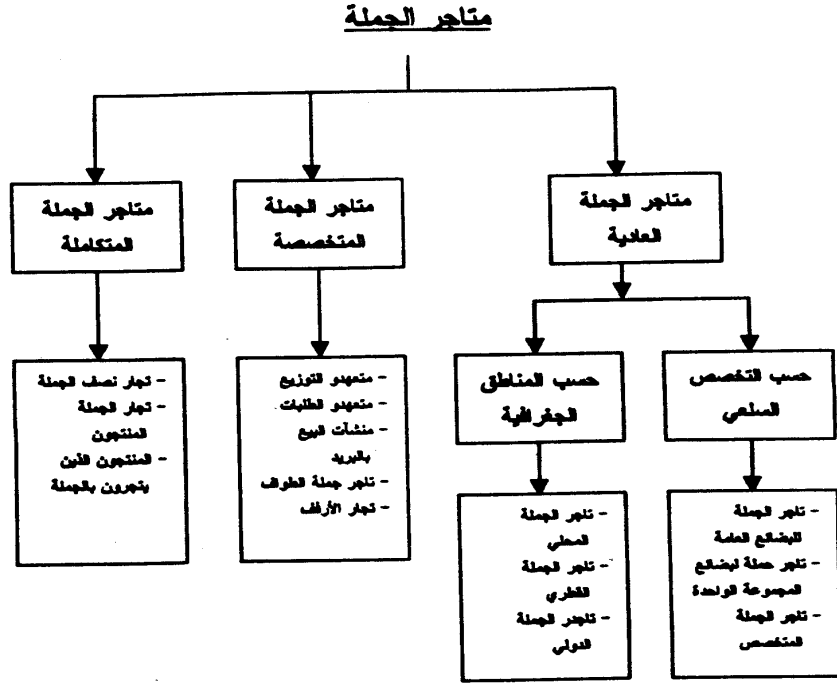 متاجر الجملة
متاجر الجملة
العادية
متاجر الجملة
المتخصصة
متاجر الجملة
المتكاملة
حسب التخصص
السلعي
حسب المناطق
الجغرافية
- متعهدو التوزيع
- متعهدو الطلبات
- منشآت البيع
بالبريد
- تاجر جملة الطواف
- تجار الأرفف
- تجار نصف الجملة
- تجار الجملة
المنتجون
- المنتجون الذين
يتجرون بالجملة
- تاجر الجملة
للبضائع العامة
- تاجر حملة لبضائع
المجموعة الواحدة
- تاجر الجملة
المتخصص
- تاجر الجملة
المحلي
- تاجر الجملة
القطري
- تاجدر الجملة
الدولي